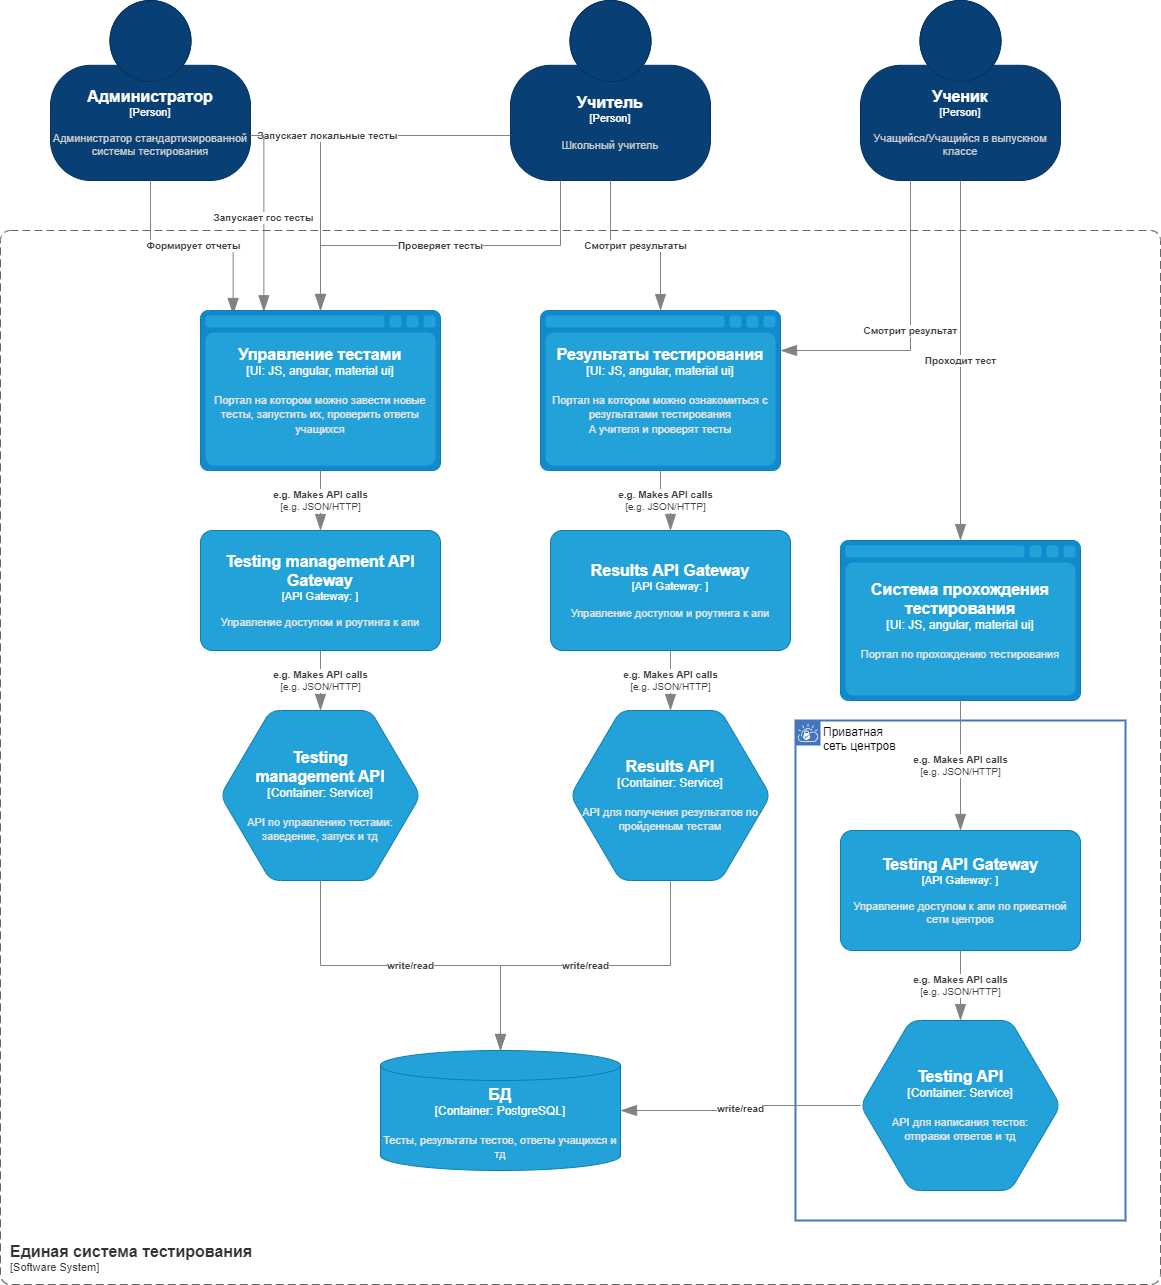 Администратор
[Person]
Администратор стандартизированной
системы тестирования
Учитель
[Person]
Школьный учитель
Ученик
[Person]
Учащийся/Учащийся в выпускном
классе
Запускает локальные тесты
Запускает гос тесты
Формирует отчеты
Проверяет тесты
Смотрит результаты
Смотрит результат
Проходит тест
Управление тестами
[UI: JS, angular, material ui]
Портал на котором можно завести новые
тесты, запустить их, проверить ответы
учащихся
Результаты тестирования
[UI: JS, angular, material ui]
Портал на котором можно ознакомиться с
результатами тестирования
А учителя и проверят тесты
e.g. Makes API calls
[e.g. JSON/HTTP]
e.g. Makes API calls
[e.g. JSON/HTTP]
Testing management API
Gateway
[API Gateway: ]
Управление доступом и роутинга к апи
Results API Gateway
[API Gateway: ]
Управление доступом и роутинга к апи
Система прохождения
тестирования
[UI: JS, angular, material ui]
Портал по прохождению тестирования
e.g. Makes API calls
[e.g. JSON/HTTP]
e.g. Makes API calls
[e.g. JSON/HTTP]
Приватная
сеть центров
e.g. Makes API calls
[e.g. JSON/HTTP]
Testing
management API
[Container: Service]
API по управлению тестами:
заведение, запуск и тд
Results API
[Container: Service]
API для получения результатов по
пройденным тестам
Testing API Gateway
[API Gateway: ]
Управление доступом к апи по приватной
сети центров
write/read
write/read
e.g. Makes API calls
[e.g. JSON/HTTP]
Testing API
[Container: Service]
API для написания тестов:
отправки ответов и тд
write/read
БД
[Container: PostgreSQL]
Тесты, результаты тестов, ответы учащихся и
тд
Единая система тестирования
[Software System]